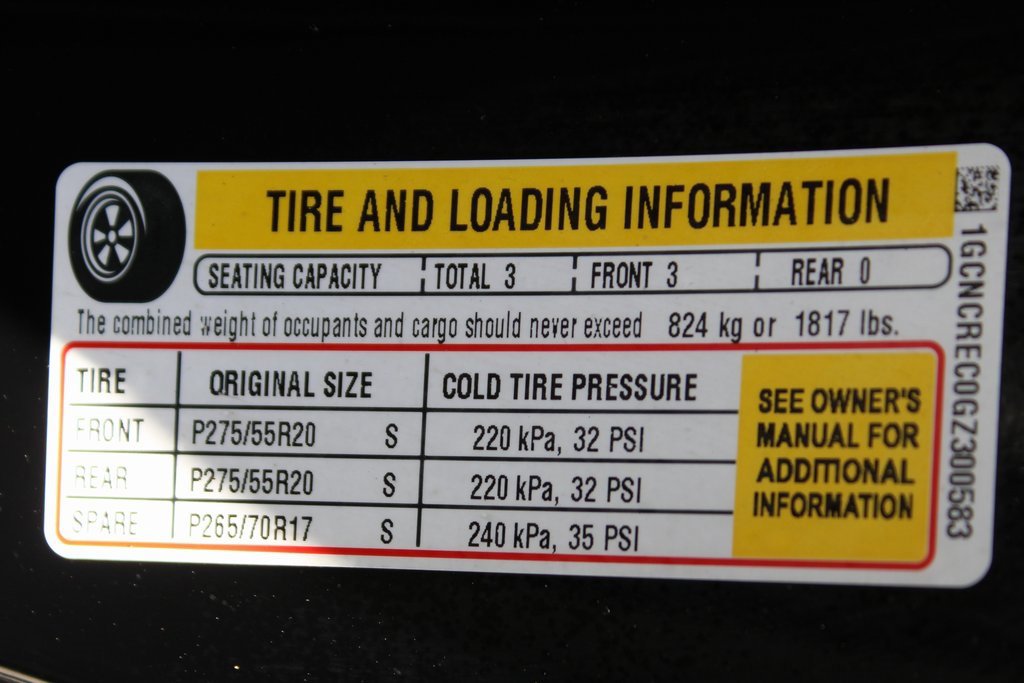 TIRE AND LOADING INFORMATION
SEATING CAPACITY TOTAL 3 FRONT 3 REAR 0
The combined weight of occupants and cargo should never exceed 824 kg or 1817 lbs.
TIRE ORIGINAL SIZE COLD TIRE PRESSURE
FRONT P275/55R20 S 220 kPa, 32 PSI
REAR P275/55R20 S 220 kPa, 32 PSI
SPARE P265/70R17 S 240 kPa, 35 PSI
SEE OWNER'S
MANUAL FOR
ADDITIONAL
INFORMATION
1GCNCREC0GZ300583